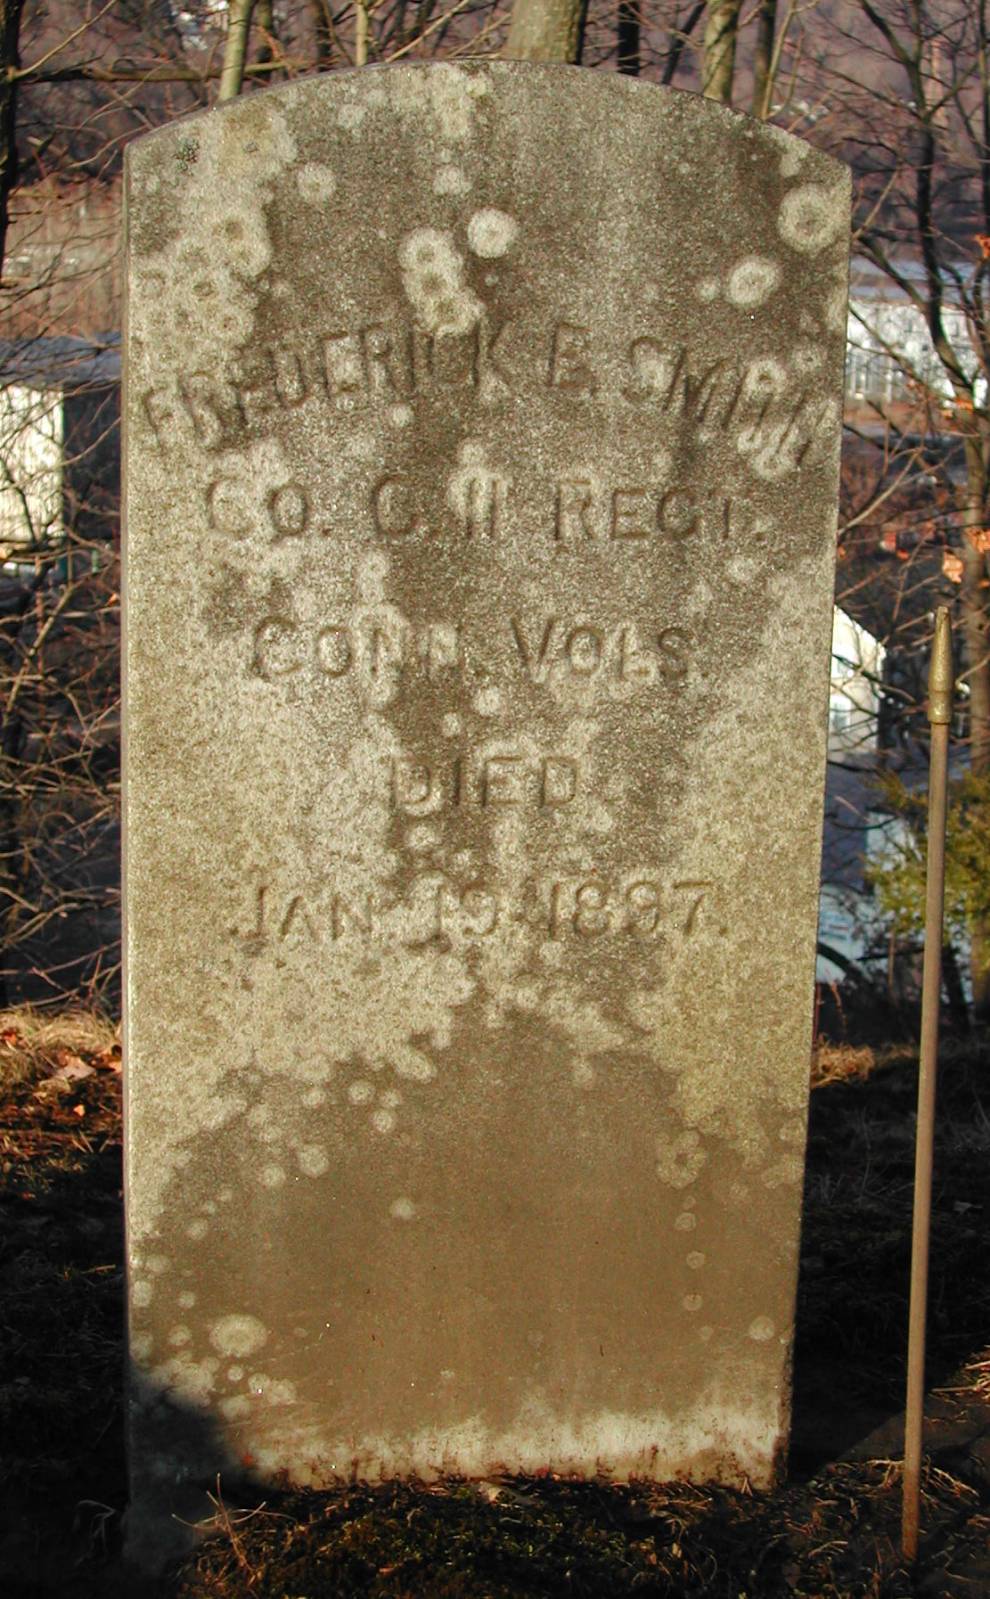 FREDERICK E. SMITH
CO. C. 11 REGT.
CONN. VOLS
DIED
JAN. 19. 1887.